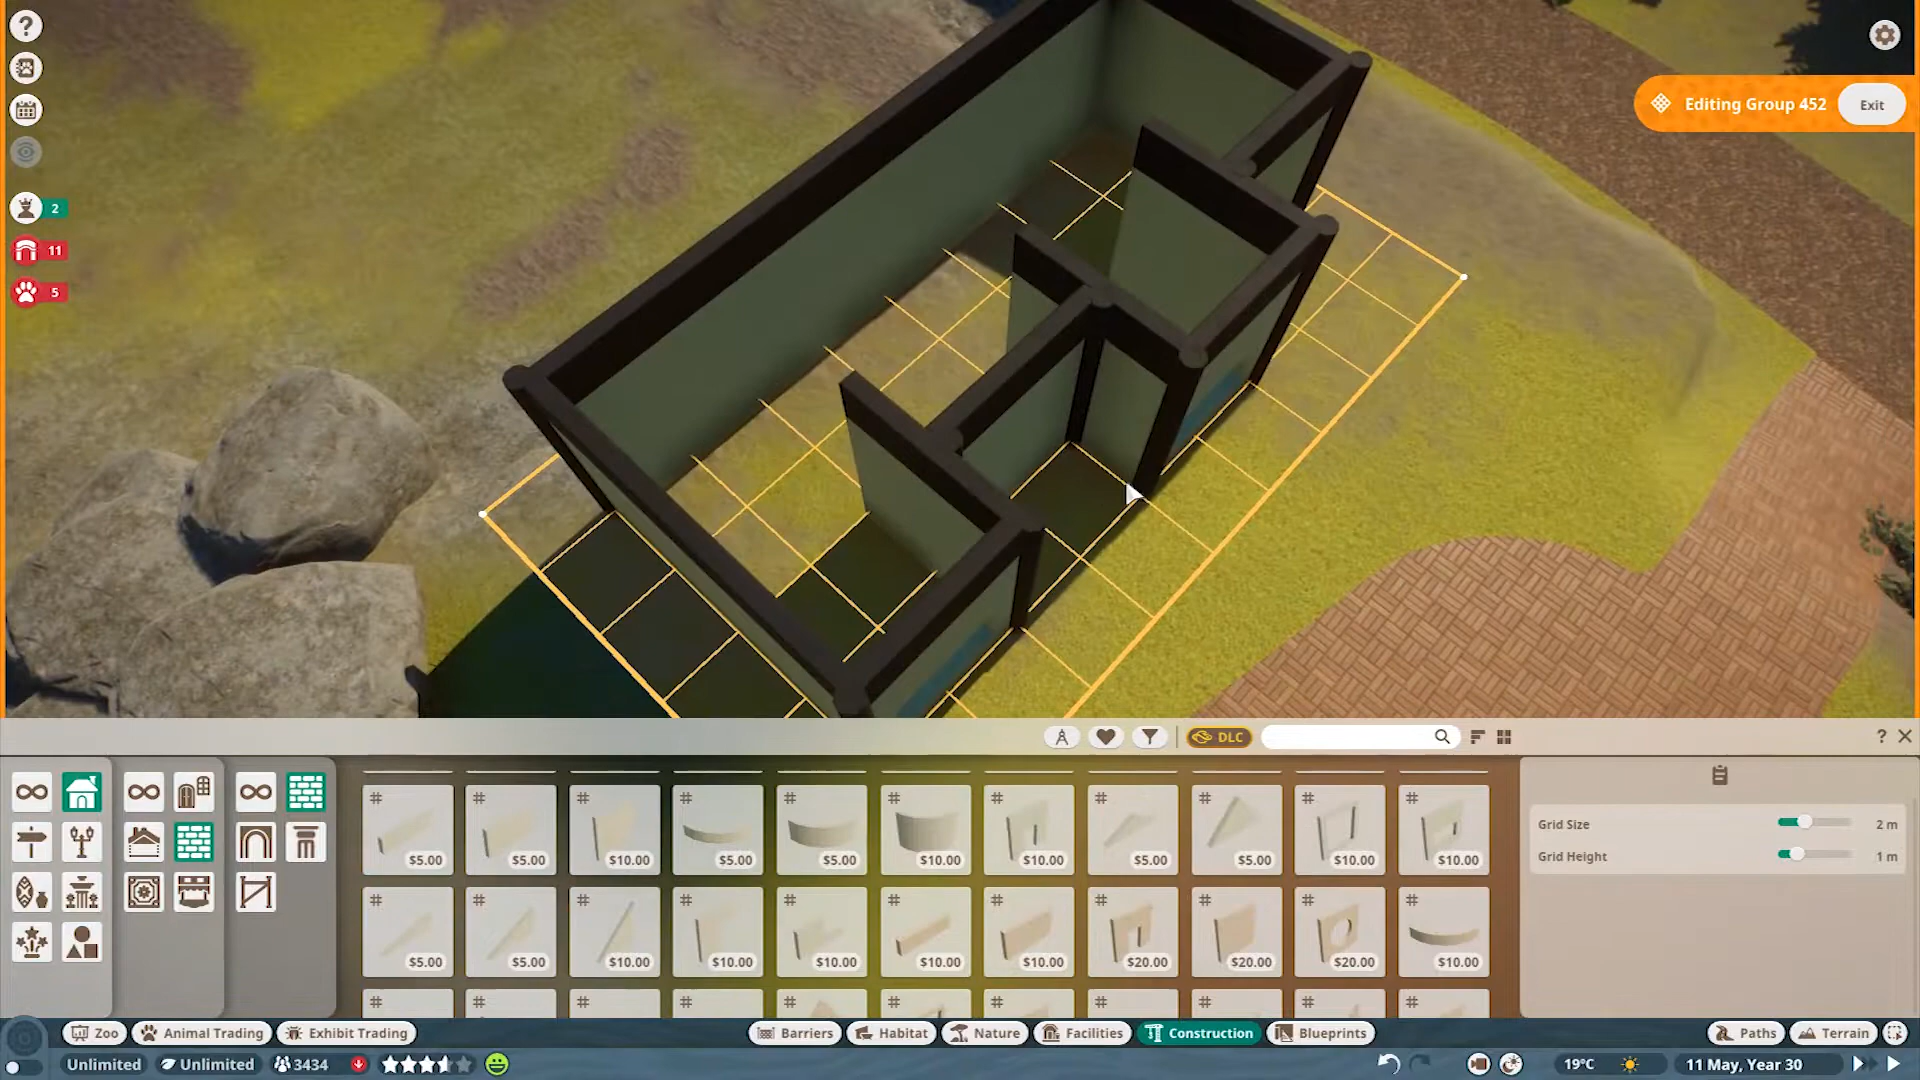 ?
Editing Group 452
Exit
2
11
5
DLC
?
$5.00 $5.00 $10.00 $5.00 $5.00 $10.00 $10.00 $5.00 $5.00 $10.00 $10.00
$5.00 $5.00 $10.00 $10.00 $10.00 $10.00 $10.00 $20.00 $20.00 $20.00 $10.00
Grid Size 2 m
Grid Height 1 m
Zoo Animal Trading Exhibit Trading Barriers Habitat Nature Facilities Construction Blueprints Paths Terrain
Unlimited Unlimited 3434 19°C 11 May, Year 30